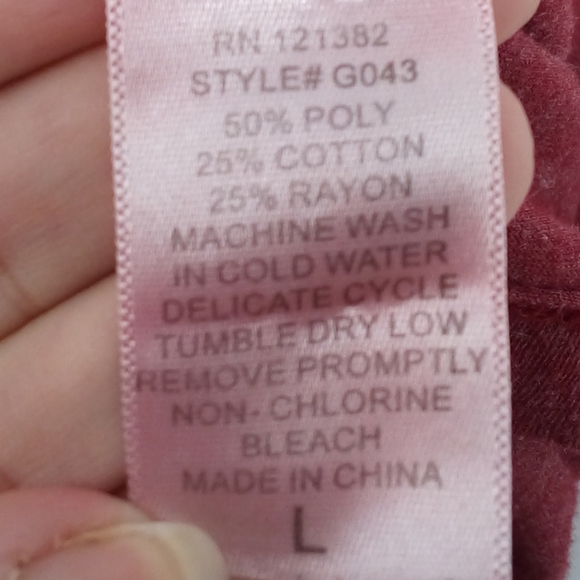 RN 121382
STYLE# G043
50% POLY
25% COTTON
25% RAYON
MACHINE WASH
IN COLD WATER
DELICATE CYCLE
TUMBLE DRY LOW
REMOVE PROMPTLY
NON-CHLORINE
BLEACH
MADE IN CHINA
L